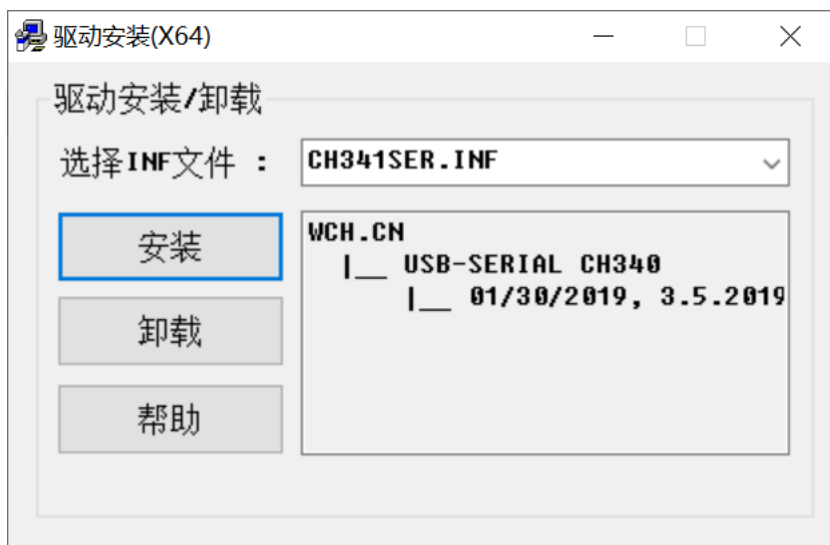 驱动安装(X64)
驱动安装/卸载
选择INF文件 :
CH341SER.INF
安装
卸载
帮助
WCH.CN
|__ USB-SERIAL CH340
|__ 01/30/2019, 3.5.2019